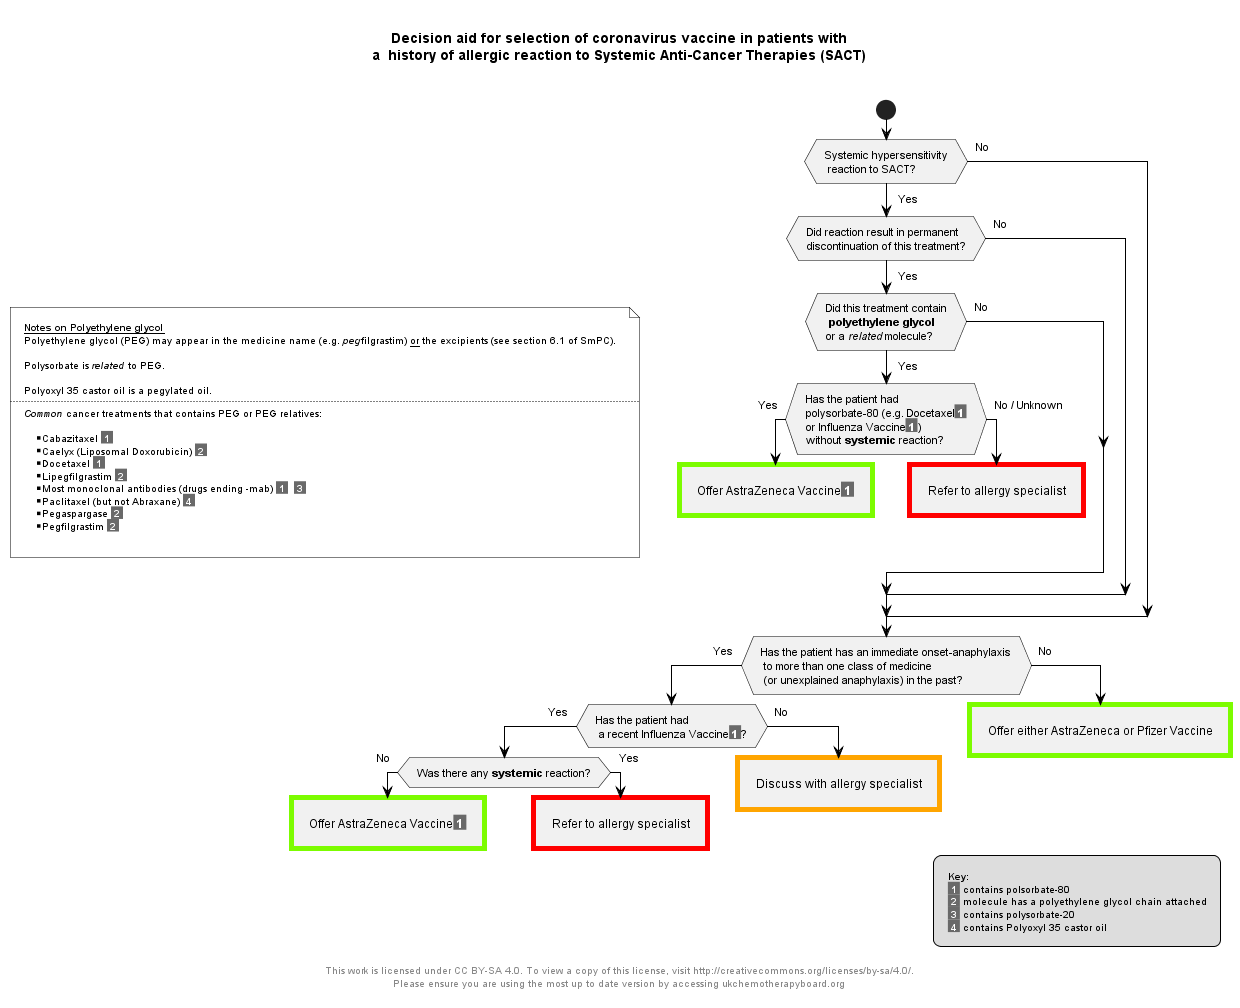 Decision aid for selection of coronavirus vaccine in patients with
a history of allergic reaction to Systemic Anti-Cancer Therapies (SACT)
Systemic hypersensitivity
reaction to SACT?
No
Yes
Did reaction result in permanent
discontinuation of this treatment?
No
Yes
Did this treatment contain
polyethylene glycol
or a related molecule?
No
Yes
Has the patient had
polysorbate-80 (e.g. Docetaxel 1
or Influenza Vaccine 1 )
without systemic reaction?
Yes
No / Unknown
Offer AstraZeneca Vaccine 1
Refer to allergy specialist
Notes on Polyethylene glycol
Polyethylene glycol (PEG) may appear in the medicine name (e.g. pegfilgrastim) or the excipients (see section 6.1 of SmPC).
Polysorbate is related to PEG.
Polyoxyl 35 castor oil is a pegylated oil.
Common cancer treatments that contains PEG or PEG relatives:
Cabazitaxel 1
Caelyx (Liposomal Doxorubicin) 2
Docetaxel 1
Lipegfilgrastim 2
Most monoclonal antibodies (drugs ending -mab) 1 3
Paclitaxel (but not Abraxane) 4
Pegaspargase 2
Pegfilgrastim 2
Has the patient has an immediate onset-anaphylaxis
to more than one class of medicine
(or unexplained anaphylaxis) in the past?
Yes
No
Has the patient had
a recent Influenza Vaccine 1 ?
Yes
No
Offer either AstraZeneca or Pfizer Vaccine
Was there any systemic reaction?
No
Yes
Discuss with allergy specialist
Offer AstraZeneca Vaccine 1
Refer to allergy specialist
Key:
1 contains polsorbate-80
2 molecule has a polyethylene glycol chain attached
3 contains polysorbate-20
4 contains Polyoxyl 35 castor oil
This work is licensed under CC BY-SA 4.0. To view a copy of this license, visit http://creativecommons.org/licenses/by-sa/4.0/.
Please ensure you are using the most up to date version by accessing ukchemotherapyboard.org